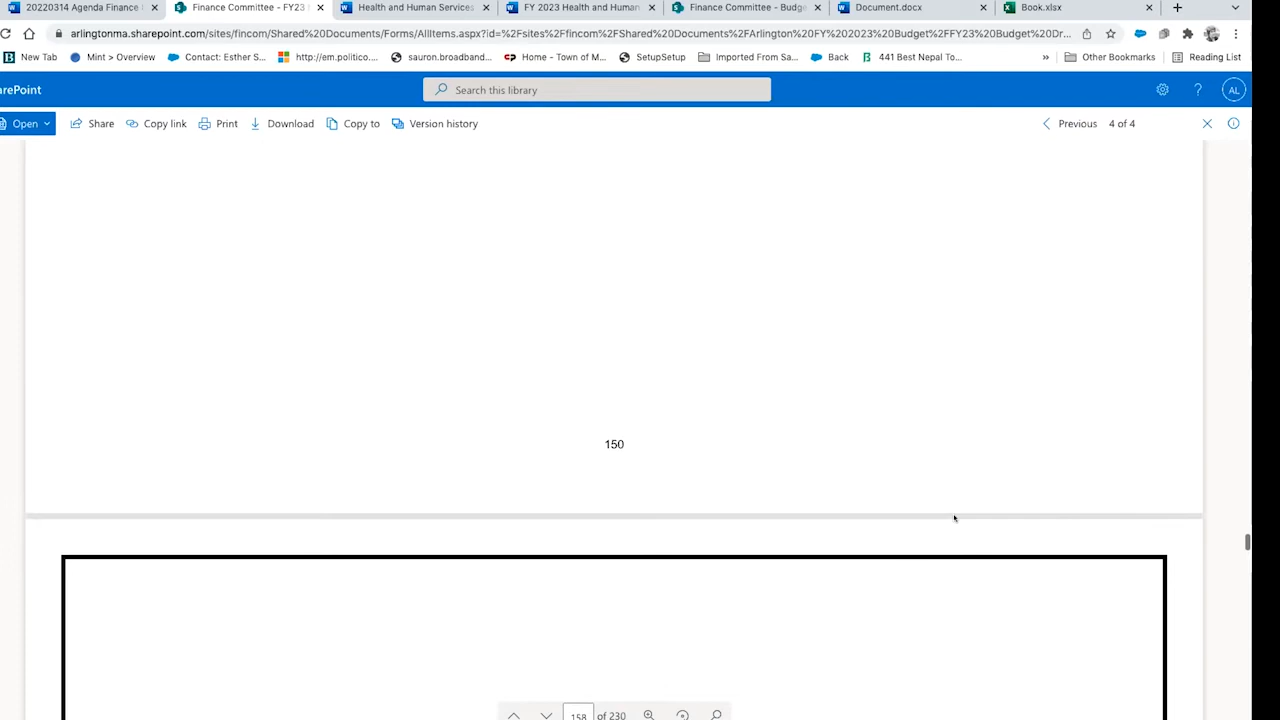 20220314 Agenda Finance
Finance Committee - FY23
Health and Human Services
FY 2023 Health and Human
Finance Committee - Budge
Document.docx
Book.xlsx
arlingtonma.sharepoint.com/sites/fincom/Shared%20Documents/Forms/AllItems.aspx?id=%2Fsites%2Ffincom%2FShared%20Documents%2FArlington%20FY%202023%20Budget%2FFY23%20Budget%20Dr...
New Tab
Mint > Overview
Contact: Esther S...
http://em.politico....
sauron.broadband...
Home - Town of M...
SetupSetup
Imported From Sa...
Back
441 Best Nepal To...
»
Other Bookmarks
Reading List
arePoint
Search this library
?
AL
Open
Share
Copy link
Print
Download
Copy to
Version history
Previous
4 of 4
150
158 of 230